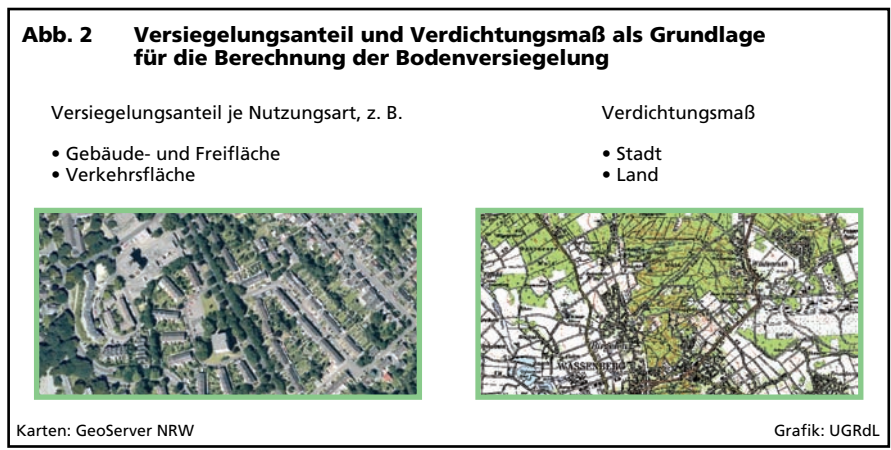 Abb. 2 Versiegelungsanteil und Verdichtungsmaß als Grundlage
für die Berechnung der Bodenversiegelung
Versiegelungsanteil je Nutzungsart, z. B.
• Gebäude- und Freifläche
• Verkehrsfläche
Verdichtungsmaß
• Stadt
• Land
WASSENBERG
Karten: GeoServer NRW
Grafik: UGRdL